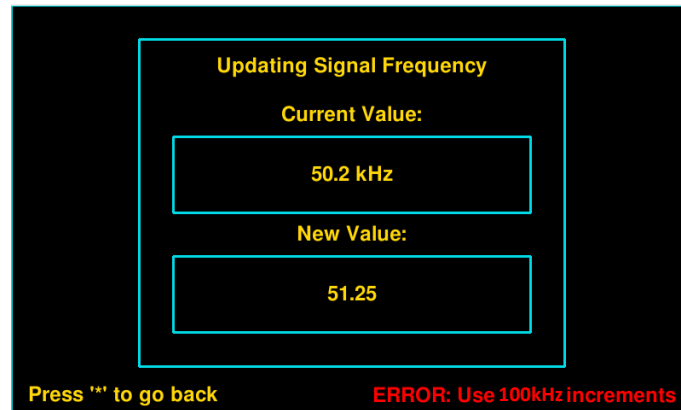 Updating Signal Frequency
Current Value:
50.2 kHz
New Value:
51.25
Press '*' to go back
ERROR: Use 100kHz increments